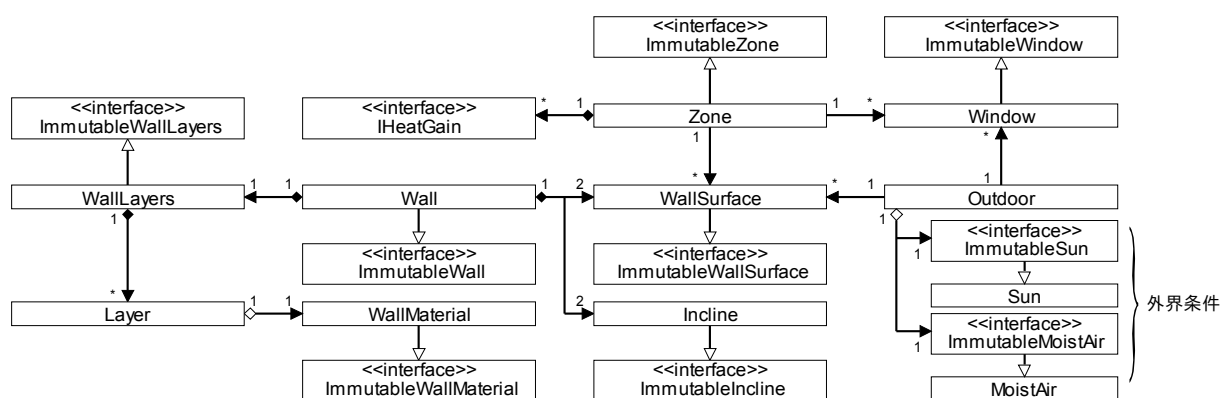 <<interface>>
ImmutableZone
<<interface>>
ImmutableWindow
<<interface>>
ImmutableWallLayers
<<interface>>
IHeatGain
*
1
Zone
1
*
Window
1
*
1
*
WallLayers
1
1
Wall
1
2
WallSurface
*
1
Outdoor
1
1
<<interface>>
ImmutableWall
<<interface>>
ImmutableWallSurface
<<interface>>
ImmutableSun
1
Sun
外界条件
*
Layer
1
1
WallMaterial
2
Incline
<<interface>>
ImmutableMoistAir
1
<<interface>>
ImmutableWallMaterial
<<interface>>
ImmutableIncline
MoistAir